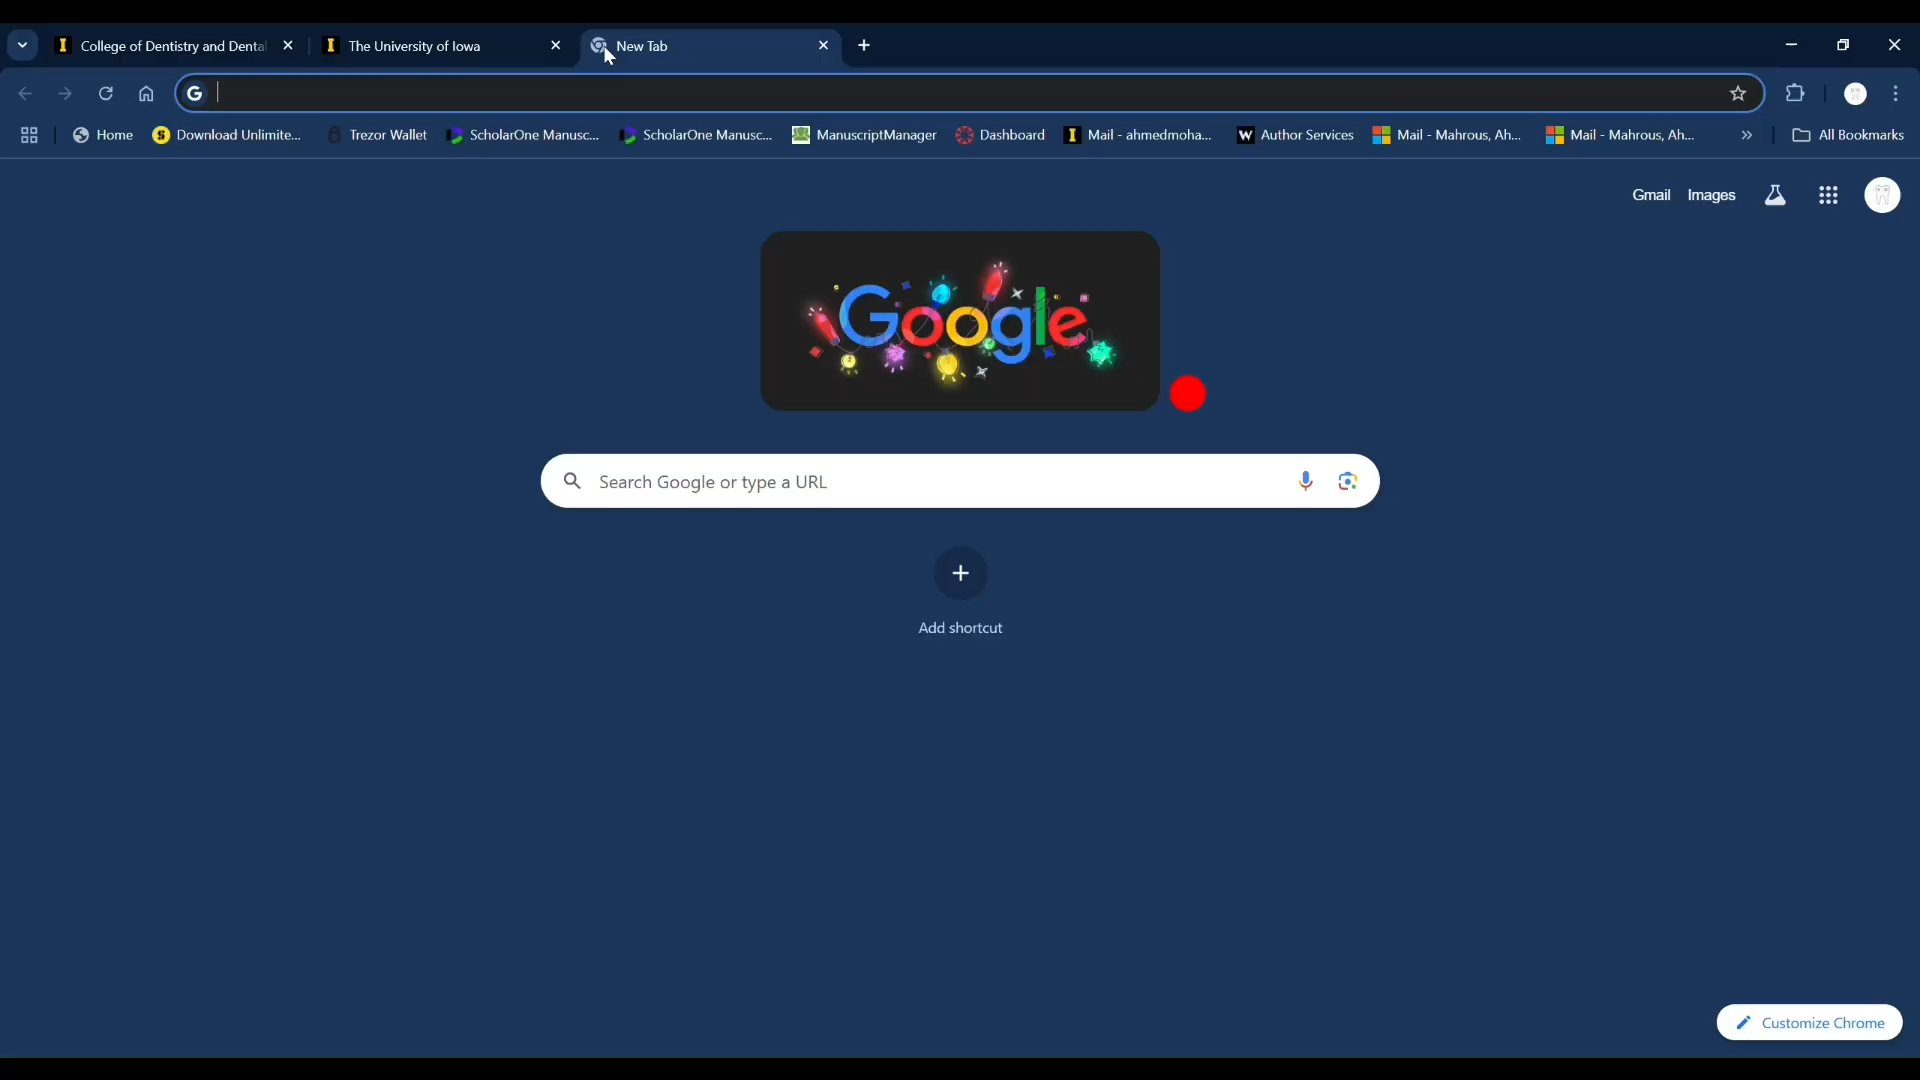 College of Dentistry and Dental
The University of Iowa
New Tab
Home
Download Unlimite...
Trezor Wallet
ScholarOne Manusc...
ScholarOne Manusc...
ManuscriptManager
Dashboard
Mail - ahmedmoha...
Author Services
Mail - Mahrous, Ah...
Mail - Mahrous, Ah...
All Bookmarks
Gmail
Images
Google
Search Google or type a URL
Add shortcut
Customize Chrome